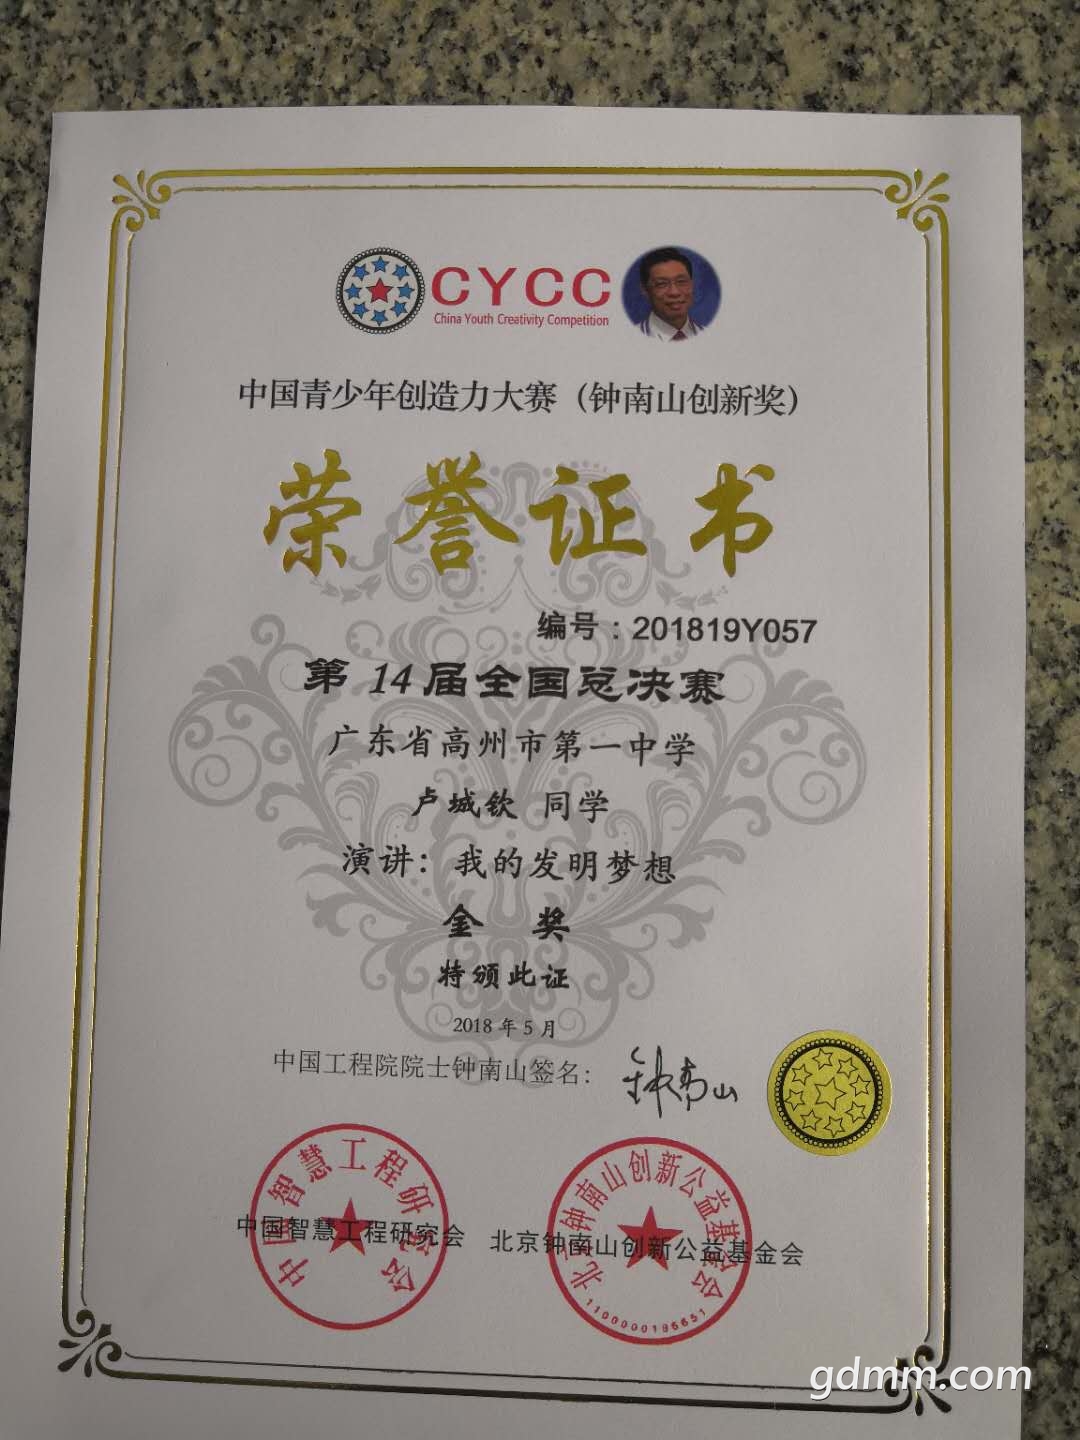 CYCC
China Youth Creativity Competition
中国青少年创造力大赛（钟南山创新奖）
荣誉证书
编号：201819Y057
第14届全国总决赛
广东省高州市第一中学
卢城钦 同学
演讲：我的发明梦想
金 奖
特颁此证
2018年5月
中国工程院院士钟南山签名：
钟南山
中国智慧工程研究会
中国智慧工程研究会 北京钟南山创新公益基金会
北京钟南山创新公益基金会
gdmm.com